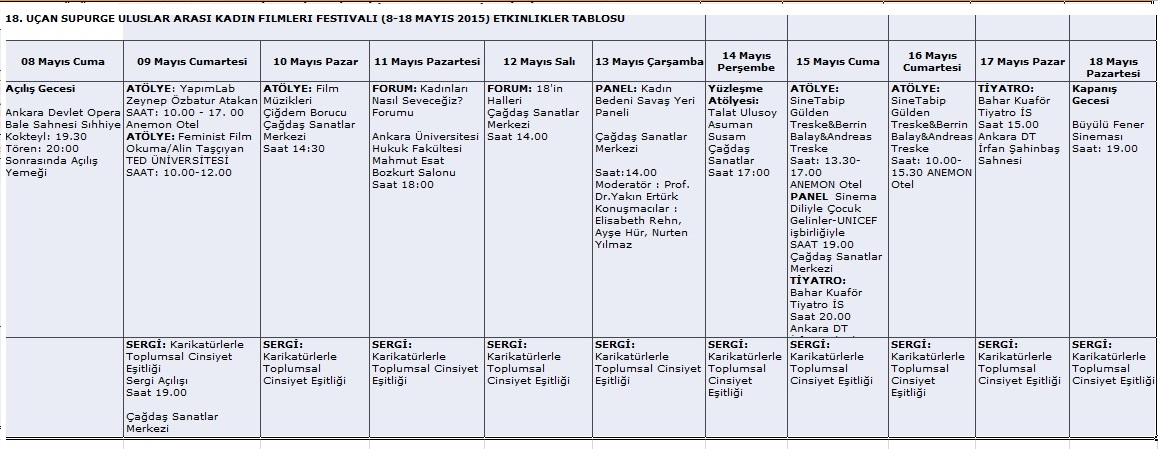 18. UÇAN SUPURGE ULUSLAR ARASI KADIN FILMLERI FESTIVALI (8-18 MAYIS 2015) ETKINLIKLER TABLOSU
08 Mayıs Cuma
09 Mayıs Cumartesi
10 Mayıs Pazar
11 Mayıs Pazartesi
12 Mayıs Salı
13 Mayıs Çarşamba
14 Mayıs
Perşembe
15 Mayıs Cuma
16 Mayıs
Cumartesi
17 Mayıs Pazar
18 Mayıs
Pazartesi
Açılış Gecesi
Ankara Devlet Opera
Bale Sahnesi Sıhhiye
Kokteyl: 19.30
Tören: 20:00
Sonrasında Açılış
Yemeği
ATÖLYE: YapımLab
Zeynep Özbatur Atakan
SAAT: 10.00 - 17. 00
Anemon Otel
ATÖLYE: Feminist Film
Okuma/Alin Taşçıyan
TED ÜNİVERSİTESİ
SAAT: 10.00-12.00
ATÖLYE: Film
Müzikleri
Çiğdem Borucu
Çağdaş Sanatlar
Merkezi
Saat 14:30
FORUM: Kadınları
Nasıl Seveceğiz?
Forumu
Ankara Üniversitesi
Hukuk Fakültesi
Mahmut Esat
Bozkurt Salonu
Saat 18:00
FORUM: 18'in
Halleri
Çağdaş Sanatlar
Merkezi
Saat 14.00
PANEL: Kadın
Bedeni Savaş Yeri
Paneli
Çağdaş Sanatlar
Merkezi
Saat:14.00
Moderatör : Prof.
Dr.Yakın Ertürk
Konuşmacılar :
Elisabeth Rehn,
Ayşe Hür, Nurten
Yılmaz
Yüzleşme
Atölyesi:
Talat Ulusoy
Asuman
Susam
Çağdaş
Sanatlar
Saat 17:00
ATÖLYE:
SineTabip
Gülden
Treske&Berrin
Balay&Andreas
Treske
Saat: 13.30-
17.00
ANEMON Otel
PANEL Sinema
Diliyle Çocuk
Gelinler-UNICEF
işbirliğiyle
SAAT 19.00
Çağdaş Sanatlar
Merkezi
TİYATRO:
Bahar Kuaför
Tiyatro İS
Saat 20.00
Ankara DT
ATÖLYE:
SineTabip
Gülden
Treske&Berrin
Balay&Andreas
Treske
Saat: 10.00-
15.30 ANEMON
Otel
TİYATRO:
Bahar Kuaför
Tiyatro İS
Saat 15.00
Ankara DT
İrfan Şahinbaş
Sahnesi
Kapanış
Gecesi
Büyülü Fener
Sineması
Saat: 19.00
SERGİ: Karikatürlerle
Toplumsal Cinsiyet
Eşitliği
Sergi Açılışı
Saat 19.00
Çağdaş Sanatlar
Merkezi
SERGİ:
Karikatürlerle
Toplumsal
Cinsiyet Eşitliği
SERGİ:
Karikatürlerle
Toplumsal Cinsiyet
Eşitliği
SERGİ:
Karikatürlerle
Toplumsal
Cinsiyet Eşitliği
SERGİ:
Karikatürlerle
Toplumsal Cinsiyet
Eşitliği
SERGİ:
Karikatürlerle
Toplumsal
Cinsiyet
Eşitliği
SERGİ:
Karikatürlerle
Toplumsal
Cinsiyet Eşitliği
SERGİ:
Karikatürlerle
Toplumsal
Cinsiyet
Eşitliği
SERGİ:
Karikatürlerle
Toplumsal
Cinsiyet Eşitliği
SERGİ:
Karikatürlerle
Toplumsal
Cinsiyet Eşitliği